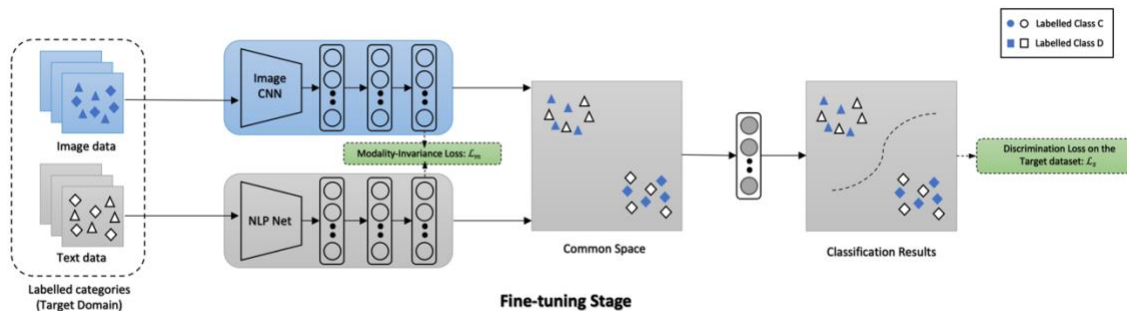 Labelled Class C
Labelled Class D
Image data
Text data
Labelled categories
(Target Domain)
Image
CNN
Modality-Invariance Loss: ℒm
NLP Net
Common Space
Classification Results
Discrimination Loss on the
Target dataset: ℒs
Fine-tuning Stage